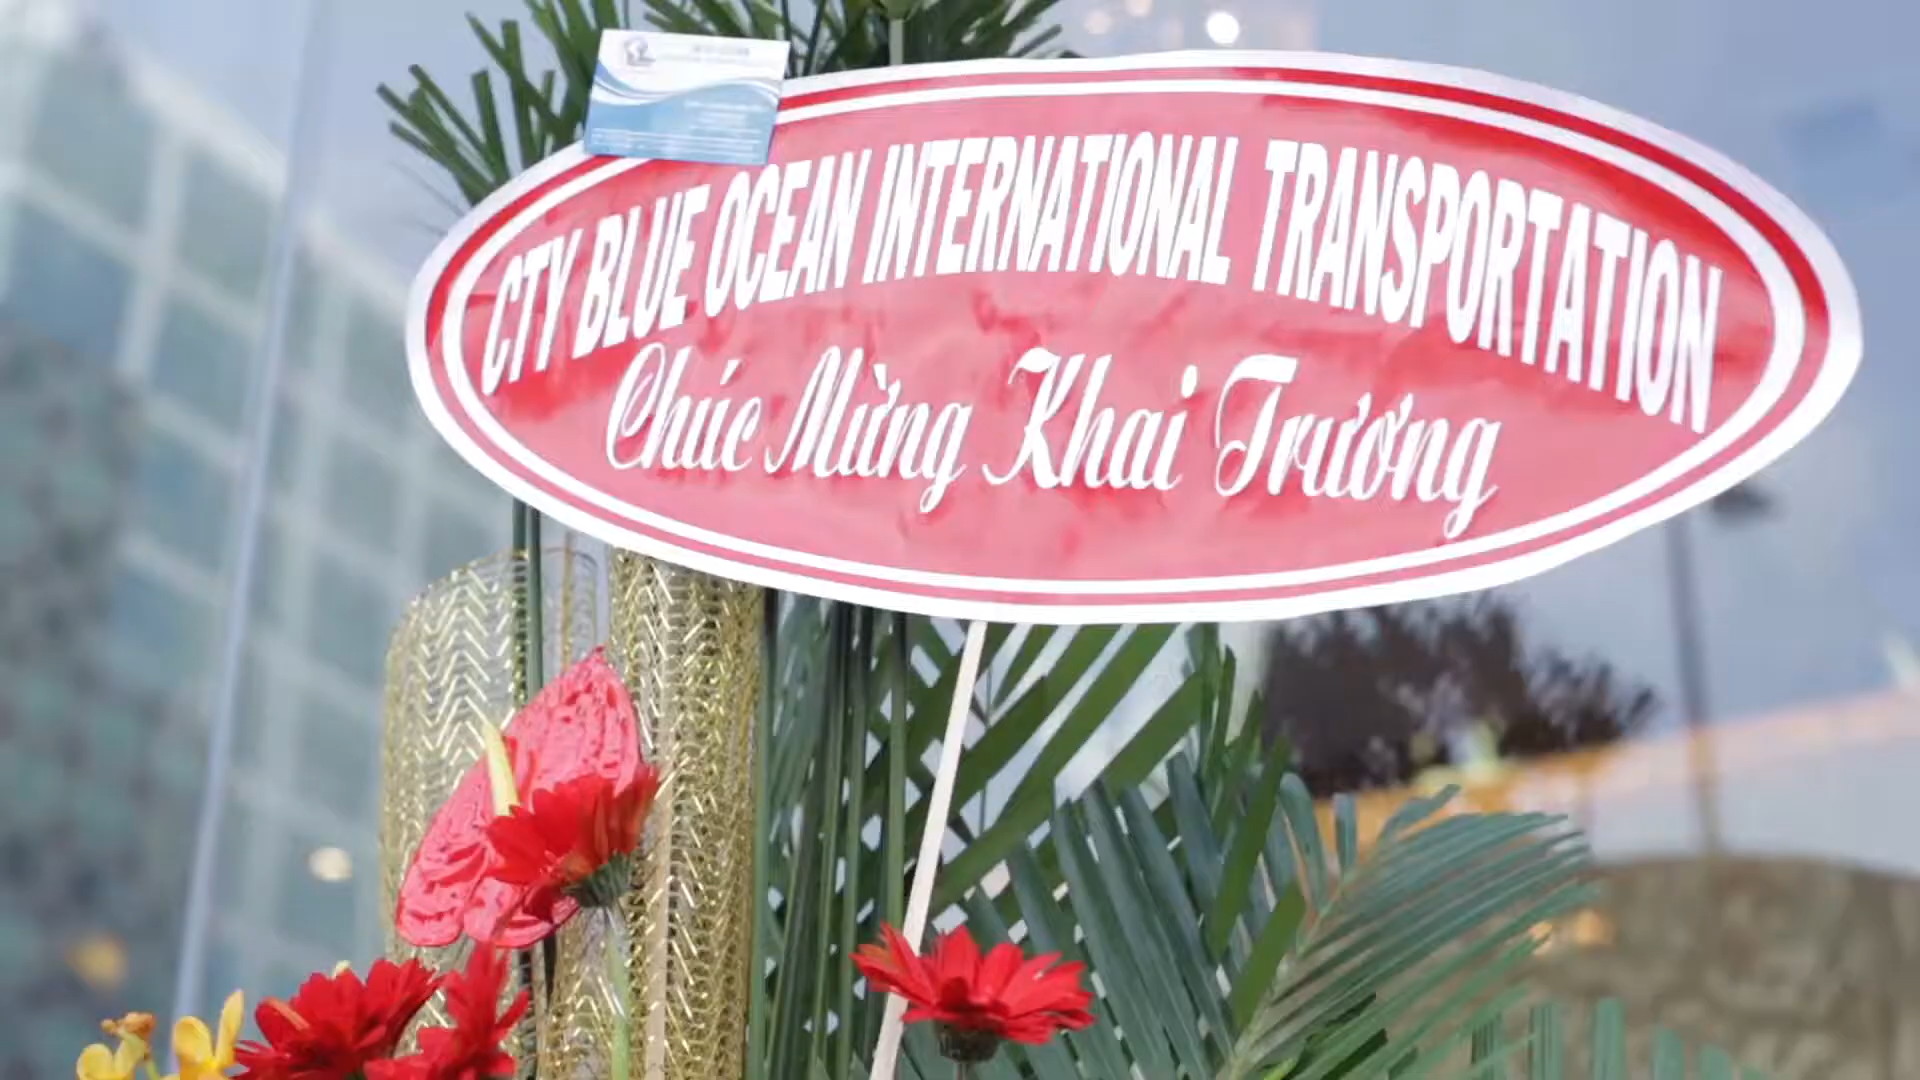 CTY BLUE OCEAN INTERNATIONAL TRANSPORTATION
Chúc Mừng Khai Trương